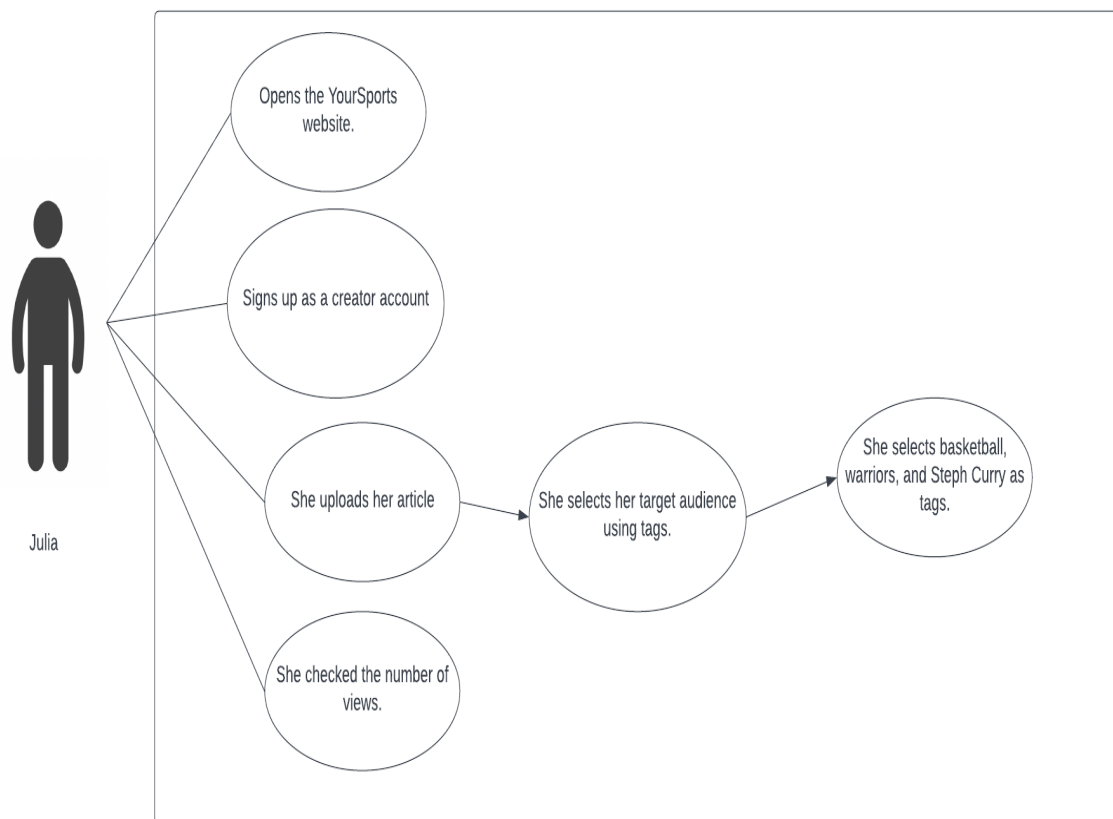 Opens the YourSports
website.
Signs up as a creator account
She uploads her article
She selects her target audience
using tags.
She selects basketball,
warriors, and Steph Curry as
tags.
She checked the number of
views.
Julia